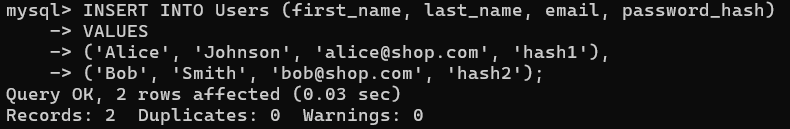 mysql> INSERT INTO Users (first_name, last_name, email, password_hash)
    -> VALUES
    -> ('Alice', 'Johnson', 'alice@shop.com', 'hash1'),
    -> ('Bob', 'Smith', 'bob@shop.com', 'hash2');
Query OK, 2 rows affected (0.03 sec)
Records: 2  Duplicates: 0  Warnings: 0